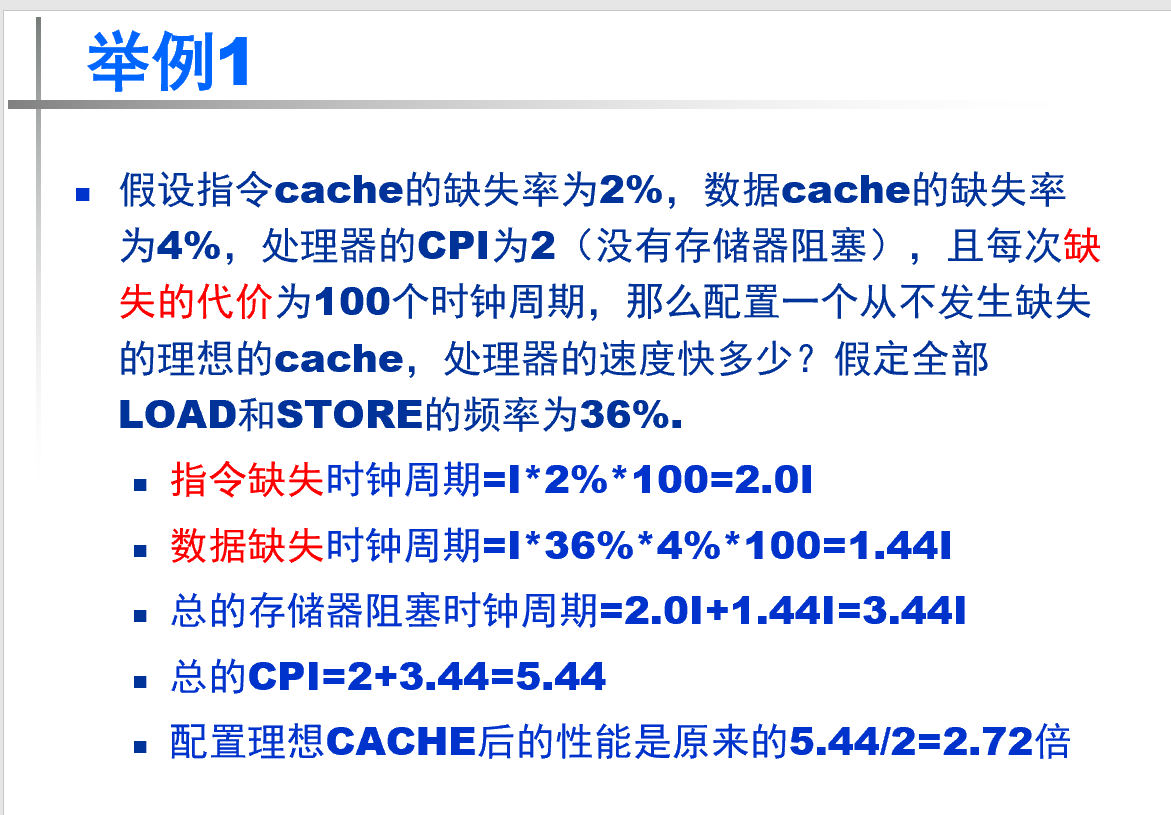 举例1
假设指令cache的缺失率为2%，数据cache的缺失率
为4%，处理器的CPI为2（没有存储器阻塞），且每次缺
失的代价为100个时钟周期，那么配置一个从不发生缺失
的理想的cache，处理器的速度快多少？假定全部
LOAD和STORE的频率为36%.
指令缺失时钟周期=I*2%*100=2.0I
数据缺失时钟周期=I*36%*4%*100=1.44I
总的存储器阻塞时钟周期=2.0I+1.44I=3.44I
总的CPI=2+3.44=5.44
配置理想CACHE后的性能是原来的5.44/2=2.72倍